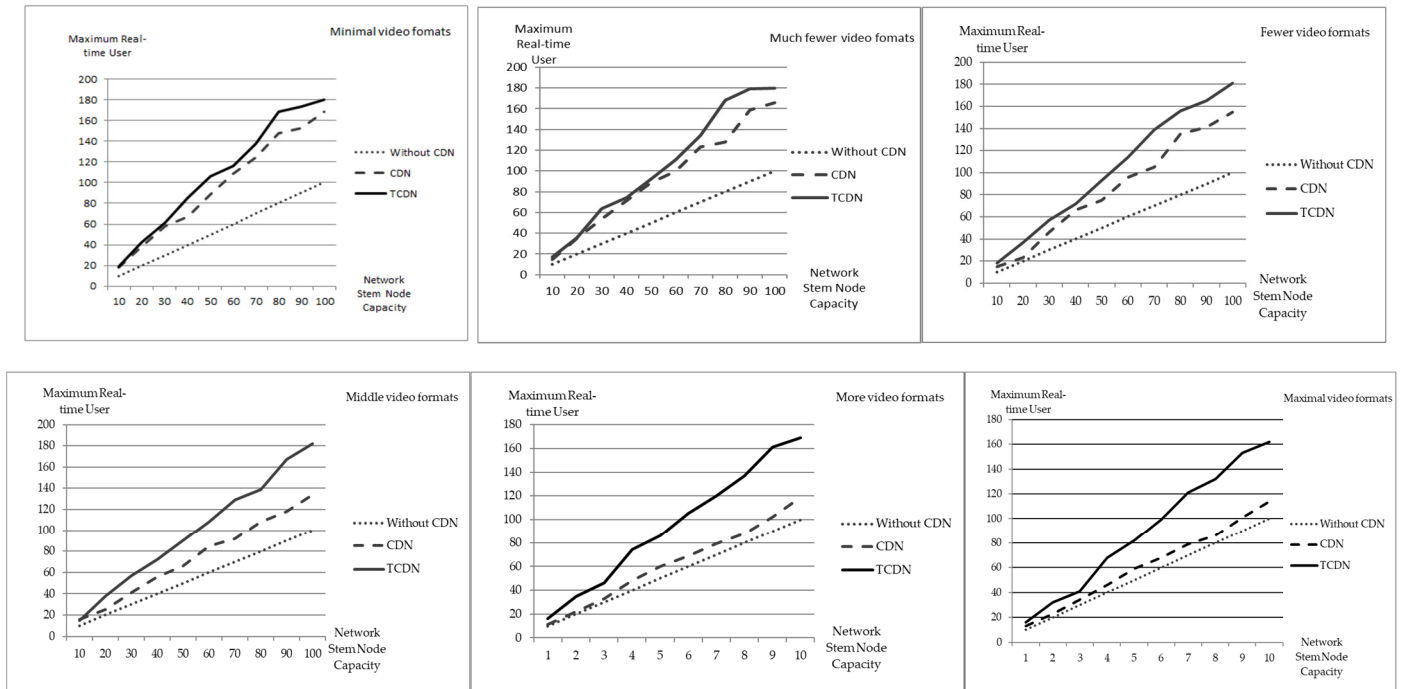 Maximum Real-
time User
Minimal video fomats
200
180
160
140
120
100
80
60
40
20
0
10 20 30 40 50 60 70 80 90 100
Without CDN
CDN
TCDN
Network
Stem Node
Capacity
Maximum
Real-time
User
Much fewer video fomats
200
180
160
140
120
100
80
60
40
20
0
10 20 30 40 50 60 70 80 90 100
Without CDN
CDN
TCDN
Network
Stem Node
Capacity
Maximum Real-
time User
Fewer video formats
200
180
160
140
120
100
80
60
40
20
0
10 20 30 40 50 60 70 80 90 100
Without CDN
CDN
TCDN
Network
Stem Node
Capacity
Maximum Real-
time User
Middle video formats
200
180
160
140
120
100
80
60
40
20
0
10 20 30 40 50 60 70 80 90 100
Without CDN
CDN
TCDN
Network
Stem Node
Capacity
Maximum Real-
time User
More video formats
180
160
140
120
100
80
60
40
20
0
1 2 3 4 5 6 7 8 9 10
Without CDN
CDN
TCDN
Network
Stem Node
Capacity
Maximum Real-
time User
Maximal video formats
180
160
140
120
100
80
60
40
20
0
1 2 3 4 5 6 7 8 9 10
Without CDN
CDN
TCDN
Network
Stem Node
Capacity